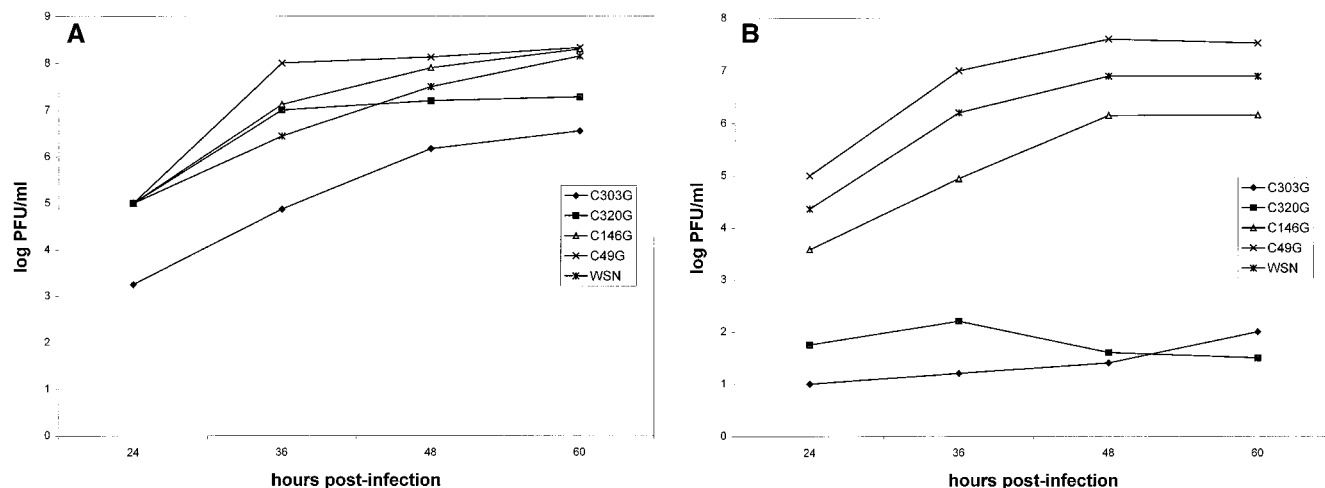 A
log PFU/ml
9
8
7
6
5
4
3
2
1
0
24
36
48
60
hours post-infection
C303G
C320G
C146G
C49G
WSN
B
log PFU/ml
8
7
6
5
4
3
2
1
0
24
36
48
60
hours post-infection
C303G
C320G
C146G
C49G
WSN